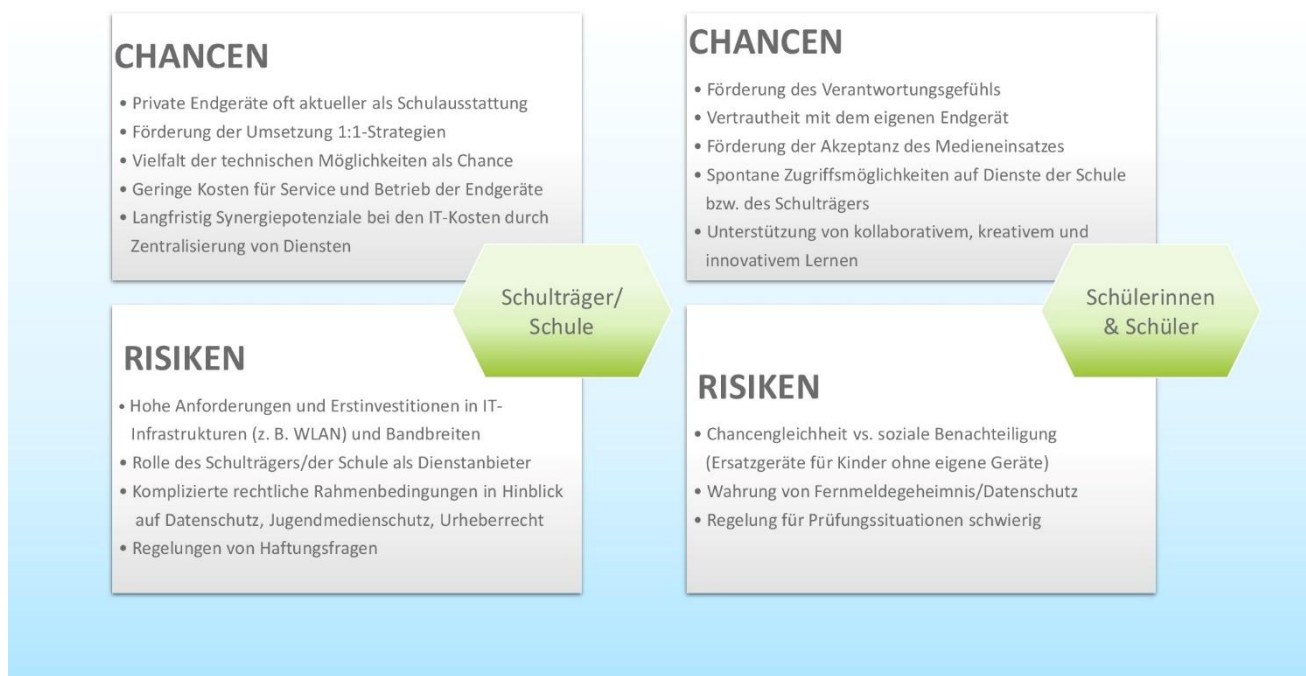 CHANCEN
• Private Endgeräte oft aktueller als Schulausstattung
• Förderung der Umsetzung 1:1-Strategien
• Vielfalt der technischen Möglichkeiten als Chance
• Geringe Kosten für Service und Betrieb der Endgeräte
• Langfristig Synergiepotenziale bei den IT-Kosten durch
Zentralisierung von Diensten
Schulträger/
Schule
RISIKEN
• Hohe Anforderungen und Erstinvestitionen in IT-
Infrastrukturen (z. B. WLAN) und Bandbreiten
• Rolle des Schulträgers/der Schule als Dienstanbieter
• Komplizierte rechtliche Rahmenbedingungen in Hinblick
auf Datenschutz, Jugendmedienschutz, Urheberrecht
• Regelungen von Haftungsfragen
CHANCEN
• Förderung des Verantwortungsgefühls
• Vertrautheit mit dem eigenen Endgerät
• Förderung der Akzeptanz des Medieneinsatzes
• Spontane Zugriffsmöglichkeiten auf Dienste der Schule
bzw. des Schulträgers
• Unterstützung von kollaborativem, kreativem und
innovativem Lernen
Schülerinnen
& Schüler
RISIKEN
• Chancengleichheit vs. soziale Benachteiligung
(Ersatzgeräte für Kinder ohne eigene Geräte)
• Wahrung von Fernmeldegeheimnis/Datenschutz
• Regelung für Prüfungssituationen schwierig